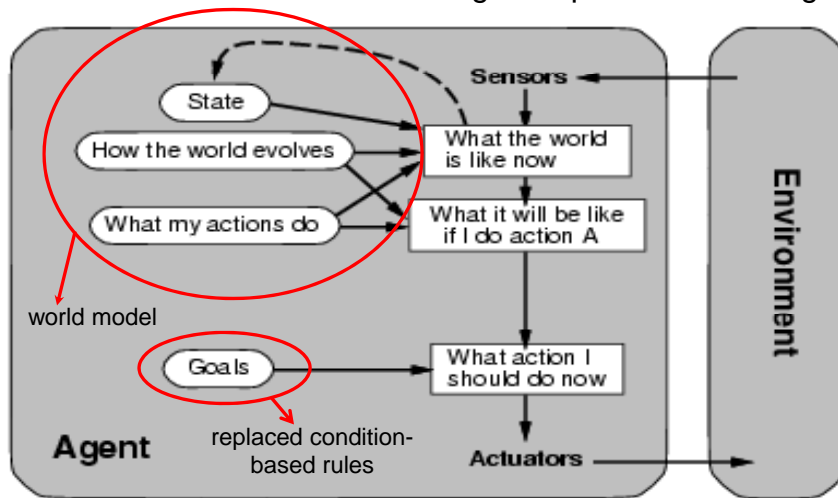 Sensors
State
What the world
is like now
How the world evolves
What it will be like
if I do action A
What my actions do
Environment
world model
What action I
should do now
Goals
replaced condition-
based rules
Agent
Actuators